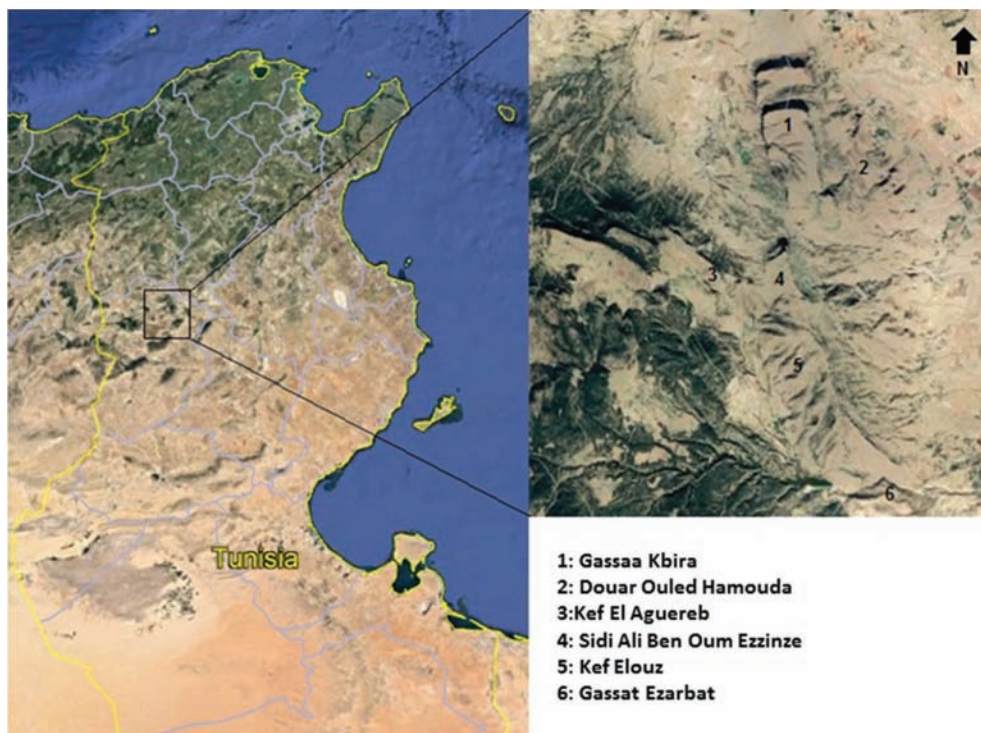 N
1
2
3
4
5
6
Tunisia
1: Gassaa Kbira
2: Douar Ouled Hamouda
3:Kef El Aguereb
4: Sidi Ali Ben Oum Ezzinze
5: Kef Elouz
6: Gassat Ezarbat